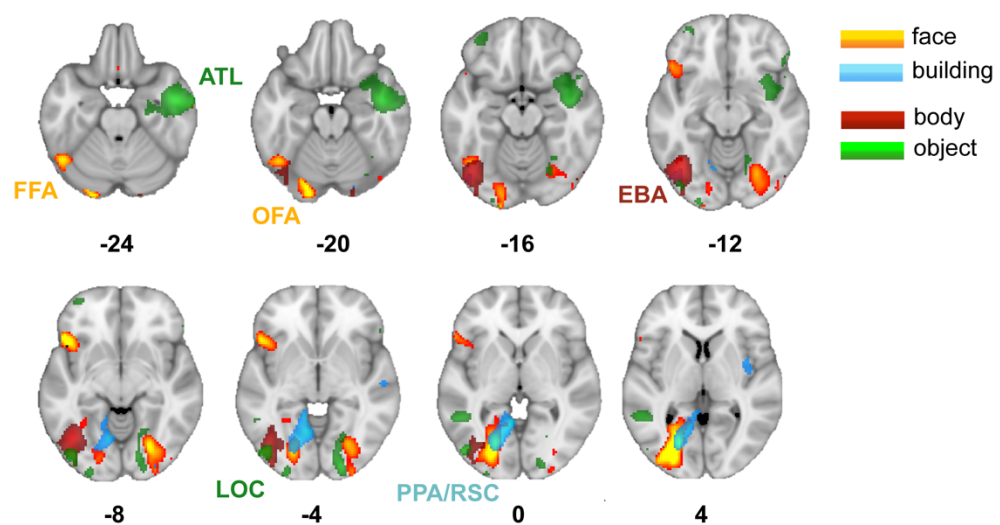 face
building
body
object
ATL
FFA
OFA
EBA
-24
-20
-16
-12
LOC
PPA/RSC
-8
-4
0
4